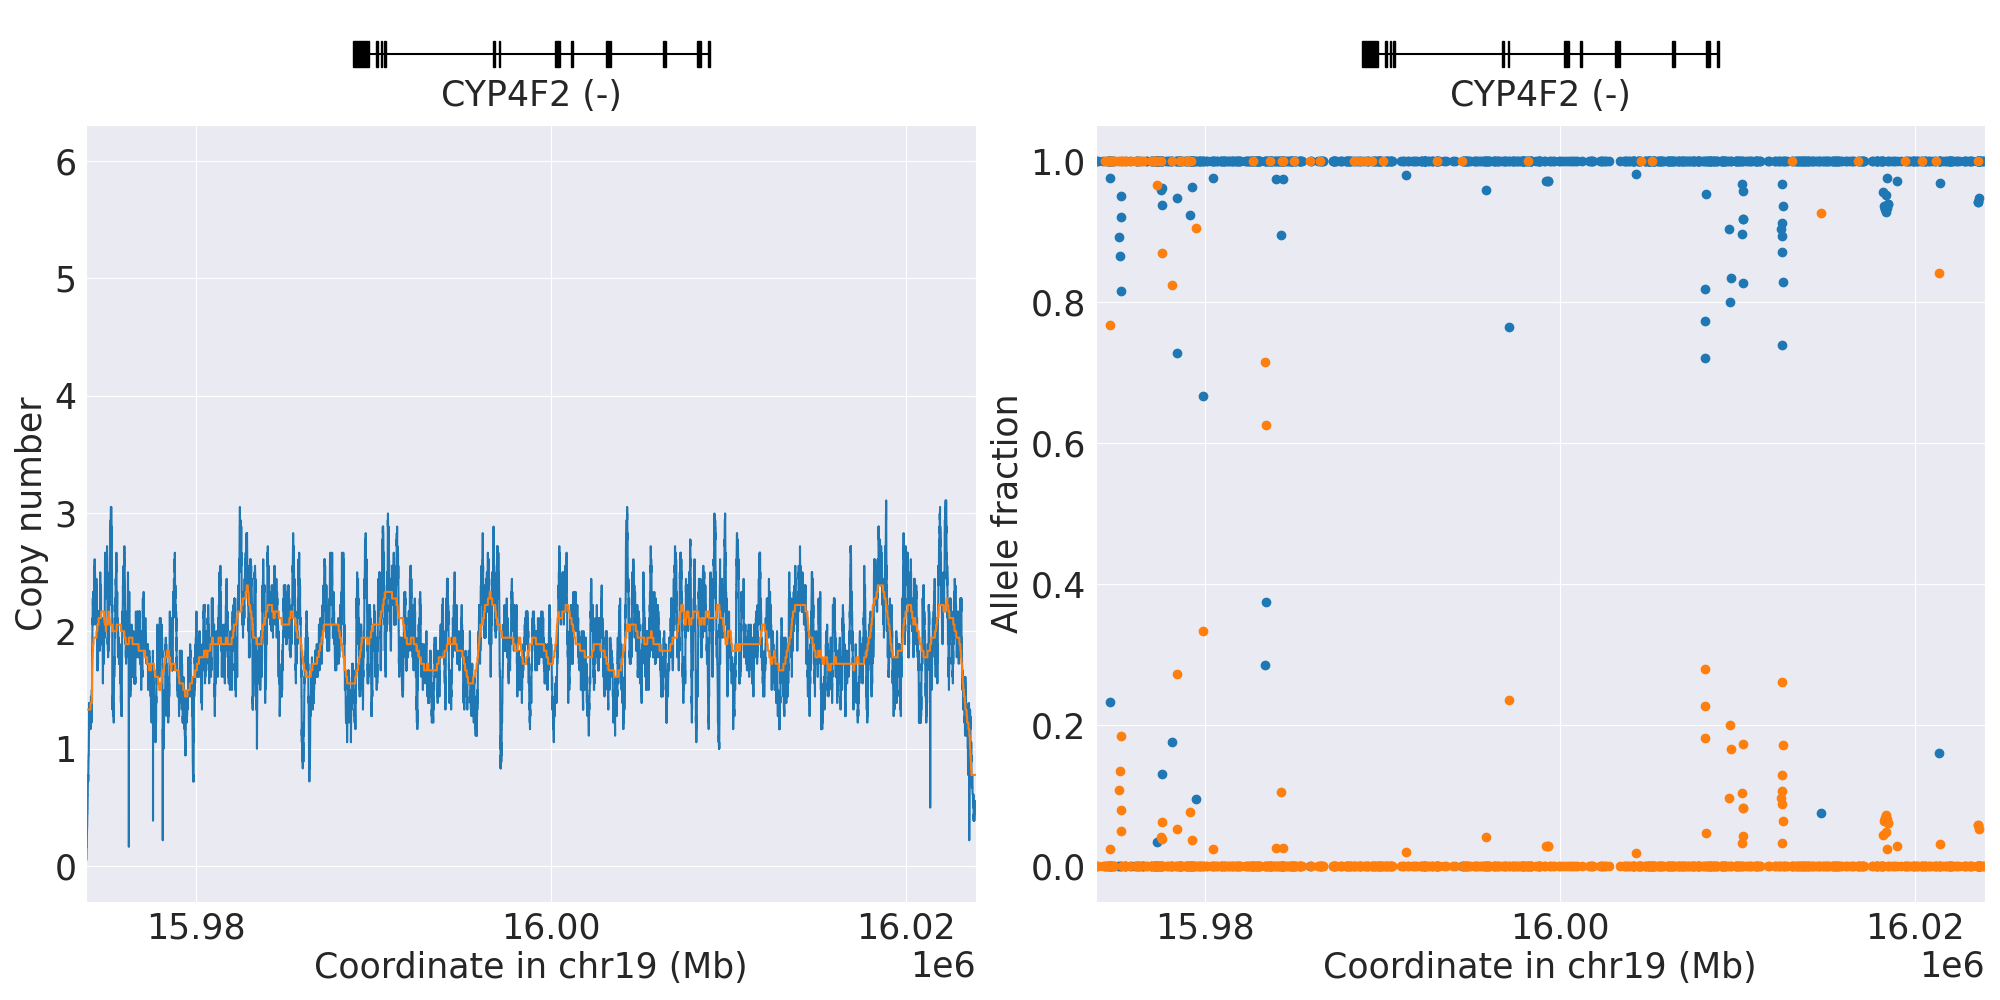 CYP4F2 (-)
6
5
4
3
2
1
0
Copy number
15.98
16.00
16.02
Coordinate in chr19 (Mb)
1e6
CYP4F2 (-)
1.0
0.8
0.6
0.4
0.2
0.0
Allele fraction
15.98
16.00
16.02
Coordinate in chr19 (Mb)
1e6